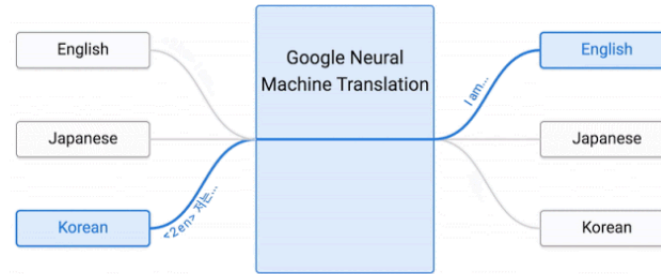 English
Japanese
Korean
<2en> 저는...
Google Neural
Machine Translation
I am...
English
Japanese
Korean